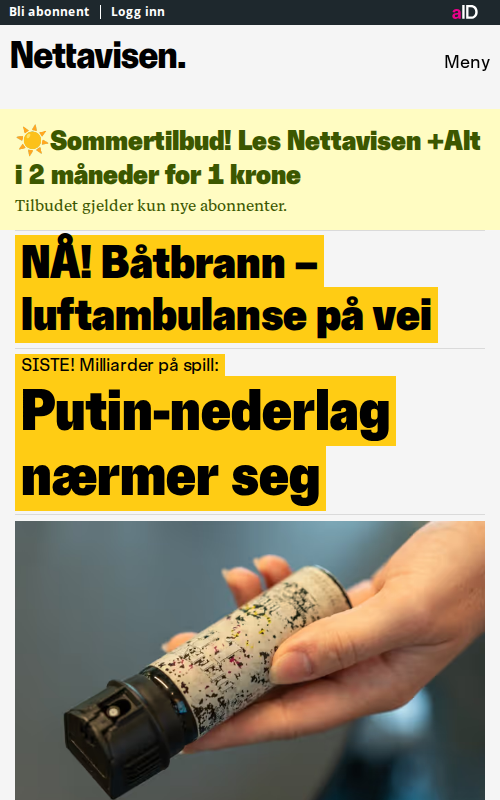 Bli abonnent | Logg inn
aID
Nettavisen.
Meny
☀️Sommertilbud! Les Nettavisen +Alt
i 2 måneder for 1 krone
Tilbudet gjelder kun nye abonnenter.
NÅ! Båtbrann –
luftambulanse på vei
SISTE! Milliarder på spill:
Putin-nederlag
nærmer seg